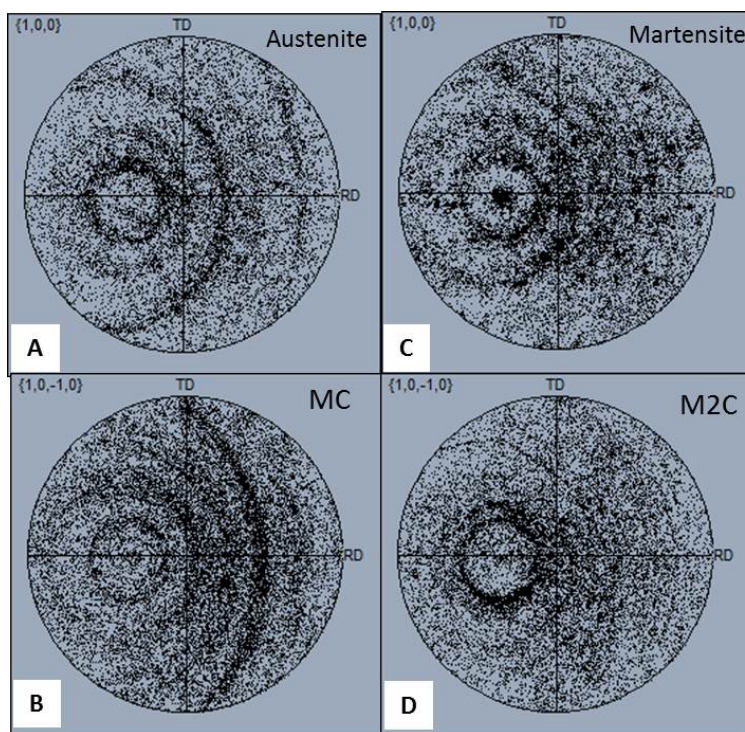 {1,0,0}
TD
Austenite
RD
A
{1,0,0}
TD
Martensite
RD
C
{1,0,-1,0}
TD
MC
RD
B
{1,0,-1,0}
TD
M2C
RD
D